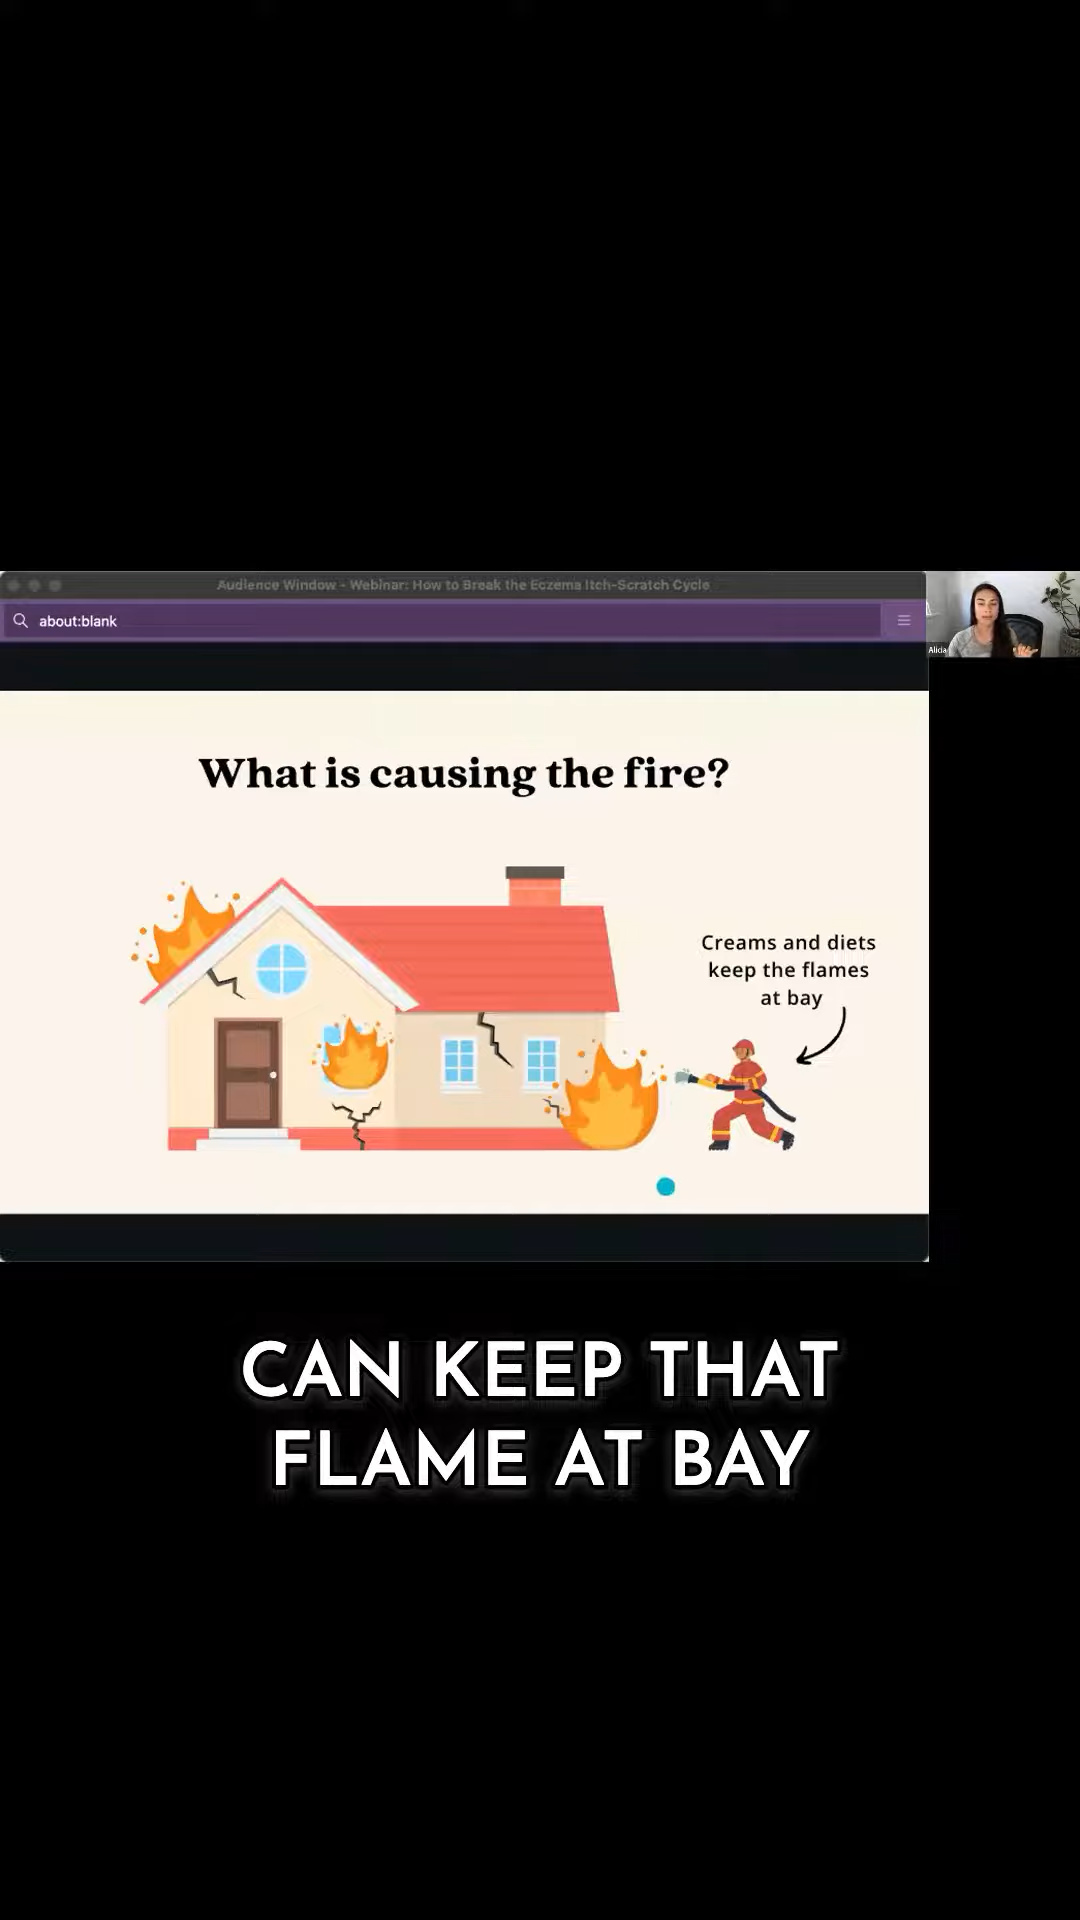 Audience Window - Webinar: How to Break the Eczema Itch-Scratch Cycle
about:blank
Alicia
What is causing the fire?
Creams and diets
keep the flames
at bay
CAN KEEP THAT
FLAME AT BAY